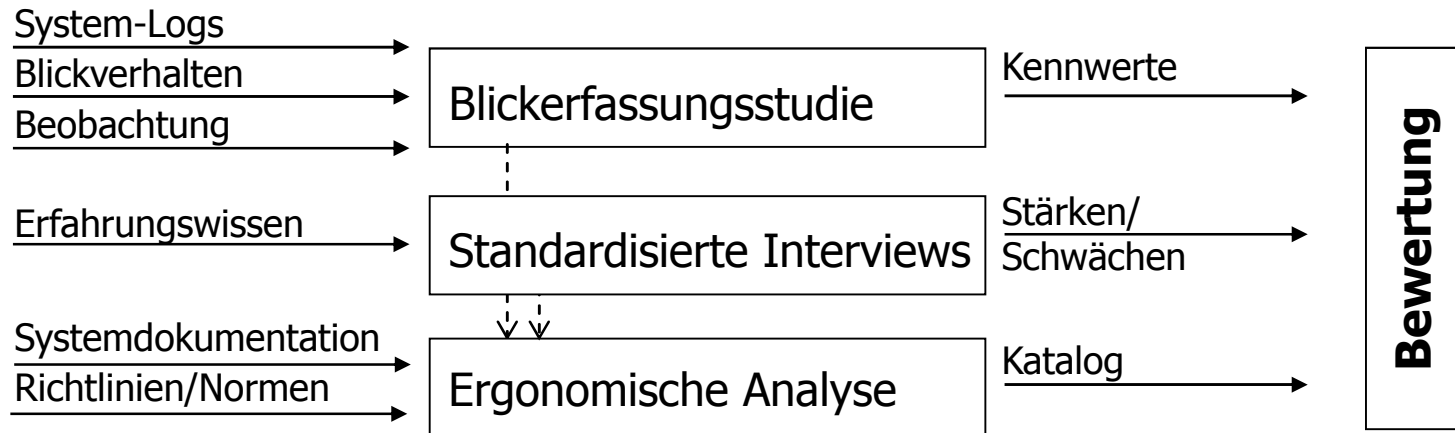 System-Logs
Blickverhalten
Beobachtung
Blickerfassungsstudie
Kennwerte
Erfahrungswissen
Standardisierte Interviews
Stärken/
Schwächen
Systemdokumentation
Richtlinien/Normen
Ergonomische Analyse
Katalog
Bewertung